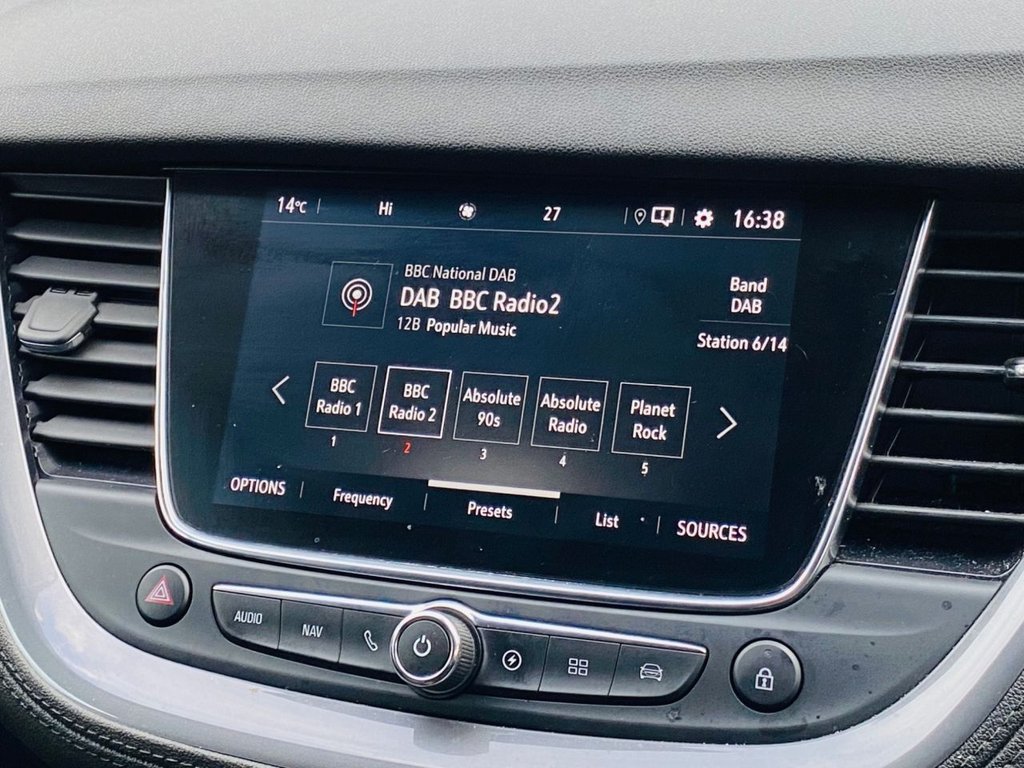 14°C Hi 27 16:38
BBC National DAB
DAB BBC Radio2
12B Popular Music
Band
DAB
Station 6/14
BBC
Radio 1
1
BBC
Radio 2
2
Absolute
90s
3
Absolute
Radio
4
Planet
Rock
5
OPTIONS Frequency Presets List SOURCES
AUDIO NAV